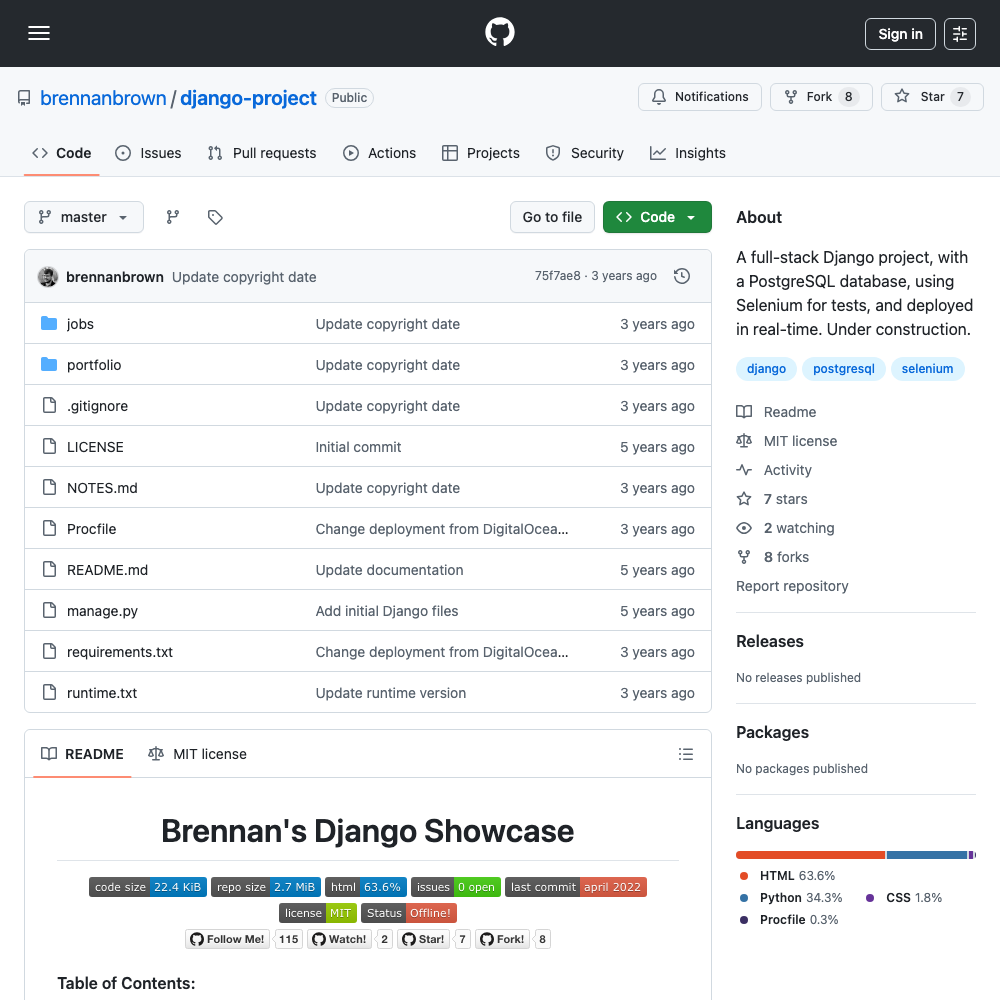 Sign in
brennanbrown / django-project Public
Notifications Fork 8 Star 7
Code Issues Pull requests Actions Projects Security Insights
master Go to file Code
brennanbrown Update copyright date 75f7ae8 · 3 years ago
jobs Update copyright date 3 years ago
portfolio Update copyright date 3 years ago
.gitignore Update copyright date 3 years ago
LICENSE Initial commit 5 years ago
NOTES.md Update copyright date 3 years ago
Procfile Change deployment from DigitalOcea... 3 years ago
README.md Update documentation 5 years ago
manage.py Add initial Django files 5 years ago
requirements.txt Change deployment from DigitalOcea... 3 years ago
runtime.txt Update runtime version 3 years ago
README MIT license
Brennan's Django Showcase
code size 22.4 KiB repo size 2.7 MiB html 63.6% issues 0 open last commit april 2022
license MIT Status Offline!
Follow Me! 115 Watch! 2 Star! 7 Fork! 8
Table of Contents:
About
A full-stack Django project, with
a PostgreSQL database, using
Selenium for tests, and deployed
in real-time. Under construction.
django postgresql selenium
Readme
MIT license
Activity
7 stars
2 watching
8 forks
Report repository
Releases
No releases published
Packages
No packages published
Languages
HTML 63.6%
Python 34.3% CSS 1.8%
Procfile 0.3%